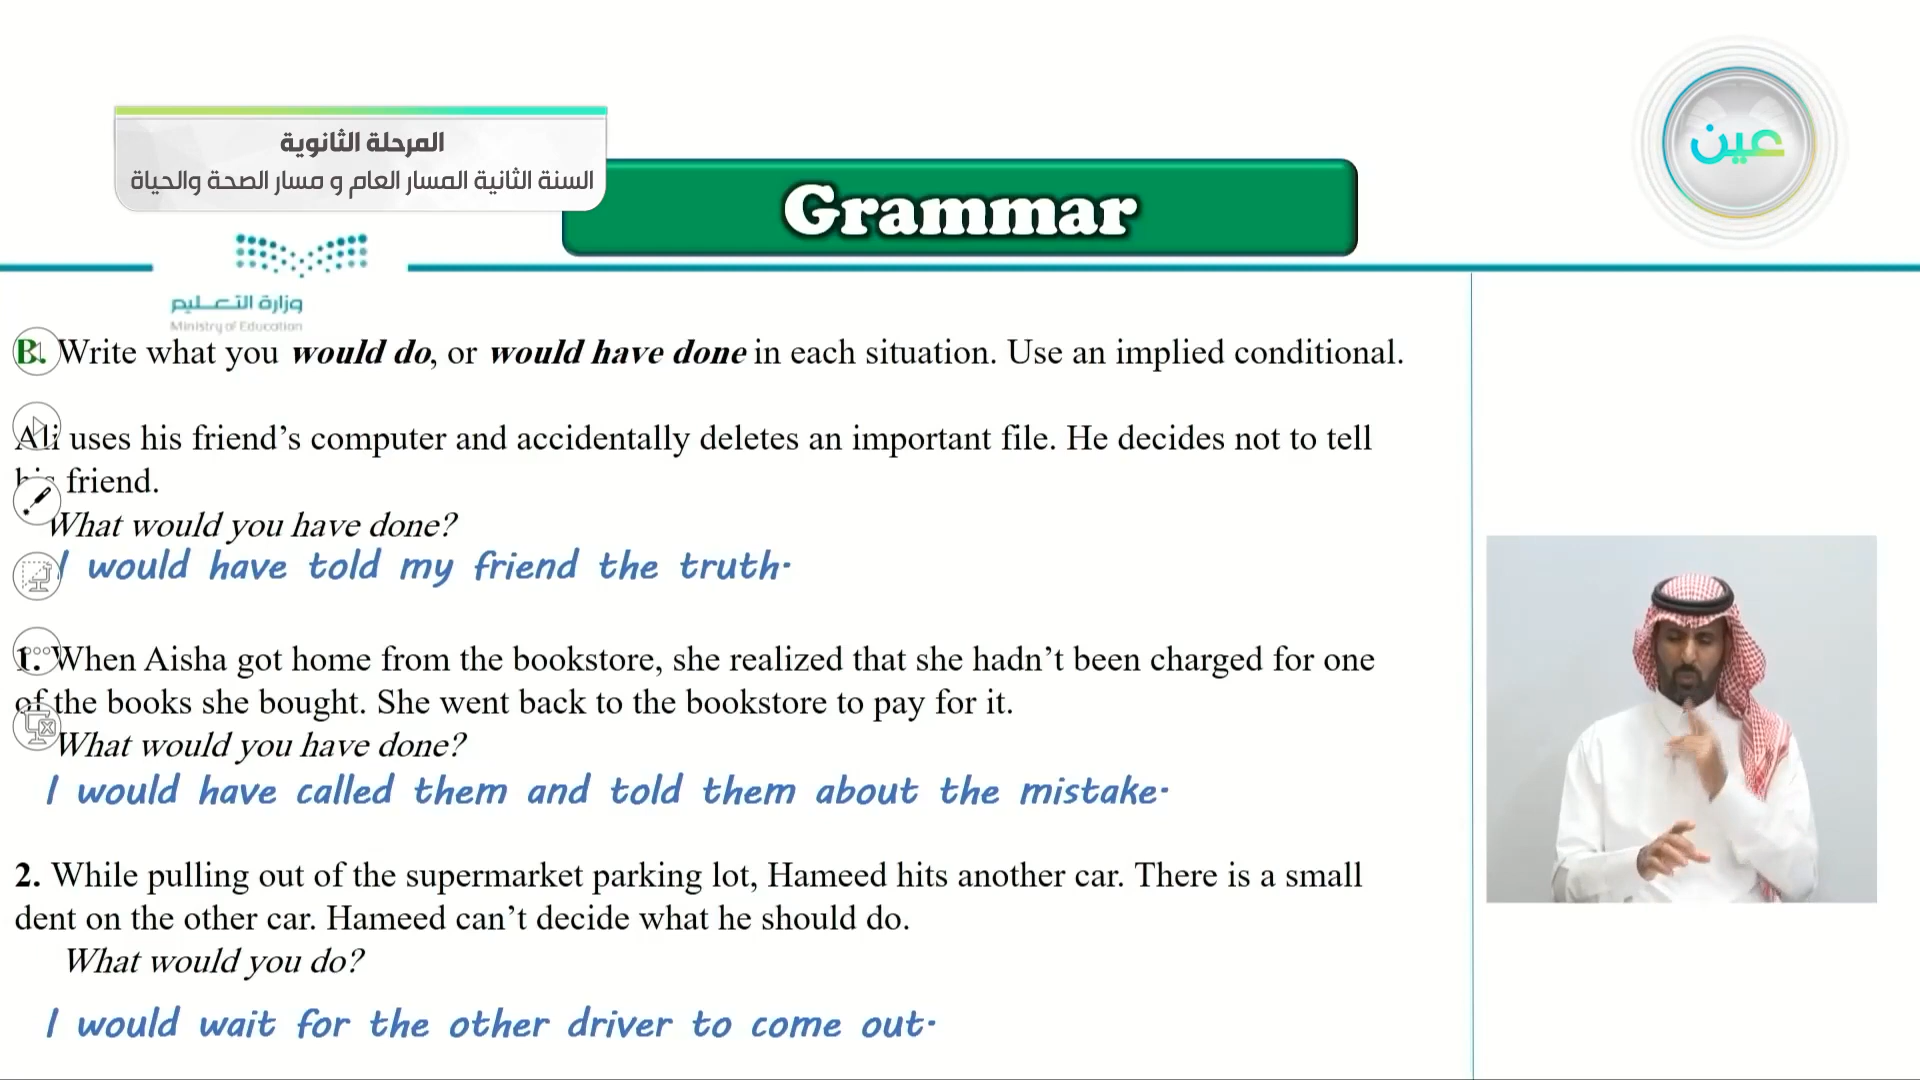 المرحلة الثانوية
السنة الثانية المسار العام و مسار الصحة والحياة
عين
Grammar
وزارة التعليم
Ministry of Education
B. Write what you would do, or would have done in each situation. Use an implied conditional.
Ali uses his friend's computer and accidentally deletes an important file. He decides not to tell
his friend.
What would you have done?
I would have told my friend the truth.
1. When Aisha got home from the bookstore, she realized that she hadn't been charged for one
of the books she bought. She went back to the bookstore to pay for it.
What would you have done?
I would have called them and told them about the mistake.
2. While pulling out of the supermarket parking lot, Hameed hits another car. There is a small
dent on the other car. Hameed can't decide what he should do.
What would you do?
I would wait for the other driver to come out.